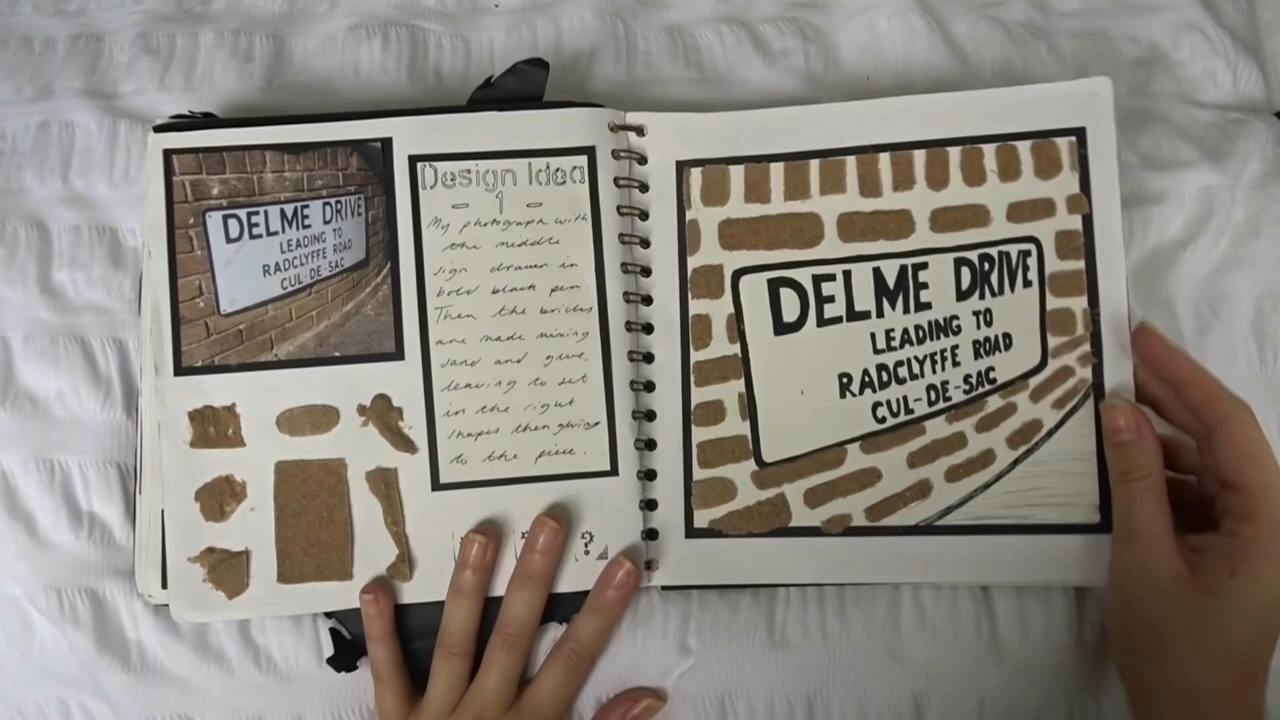 DELME DRIVE
LEADING TO
RADCLYFFE ROAD
CUL-DE-SAC
Design Idea
- 1 -
My photograph with
the middle
sign drawn in
bold black pen.
Then the bricks
are made mixing
sand and glue,
leaving to set
in the right
shapes then gluing
to the piece.
DELME DRIVE
LEADING TO
RADCLYFFE ROAD
CUL-DE-SAC